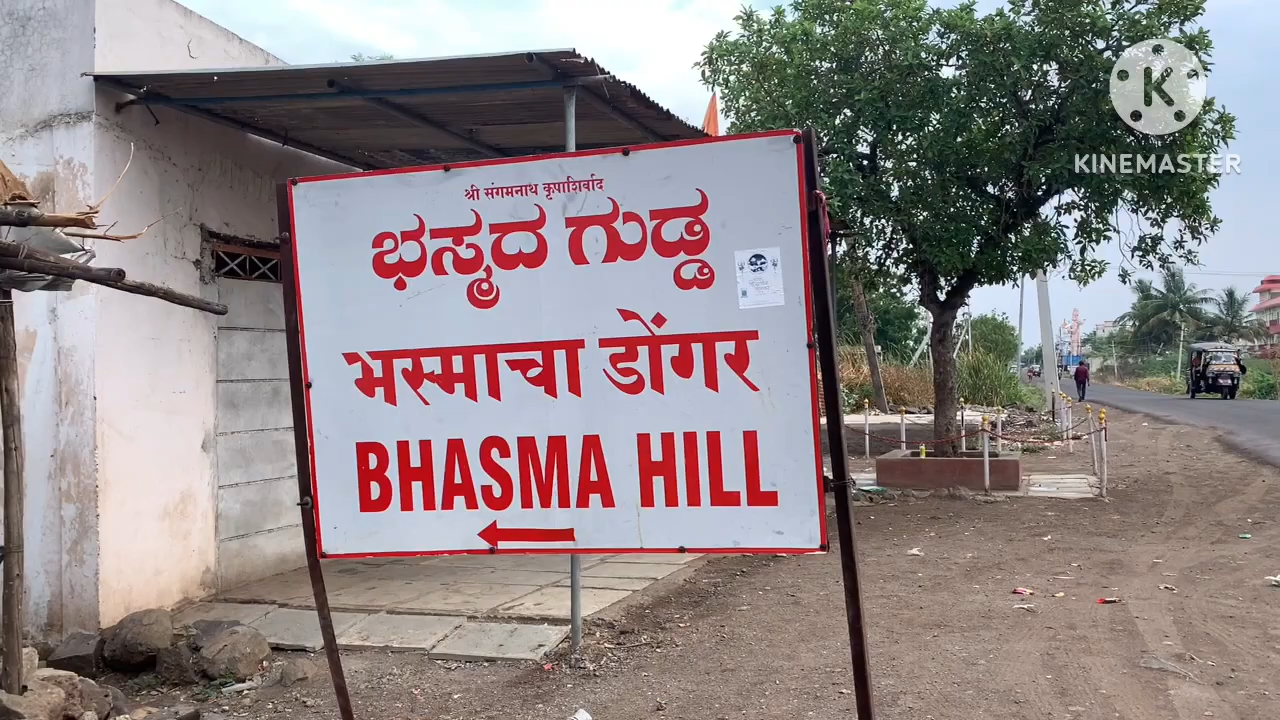 श्री संगमनाथ कृपाशिर्वाद
ಭಸ್ಮದ ಗುಡ್ಡ
भस्माचा डोंगर
BHASMA HILL
K
KINEMASTER